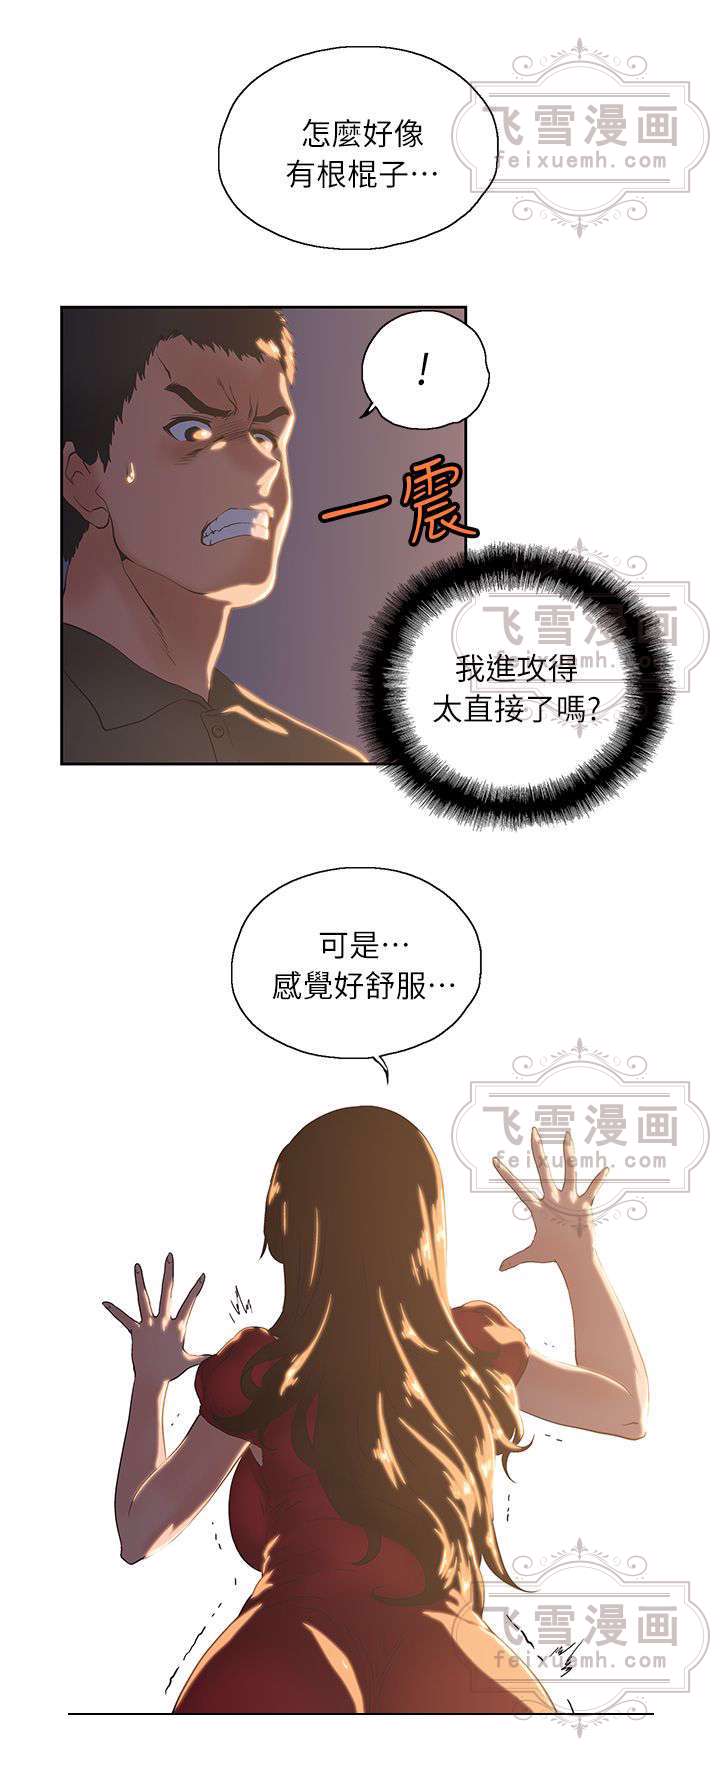 飞雪漫画
feixuemh.com
怎麼好像
有根棍子…
!
一震
飞雪漫画
feixuemh.com
我進攻得
太直接了嗎?
可是…
感覺好舒服…
飞雪漫画
feixuemh.com
飞雪漫画
feixuemh.com